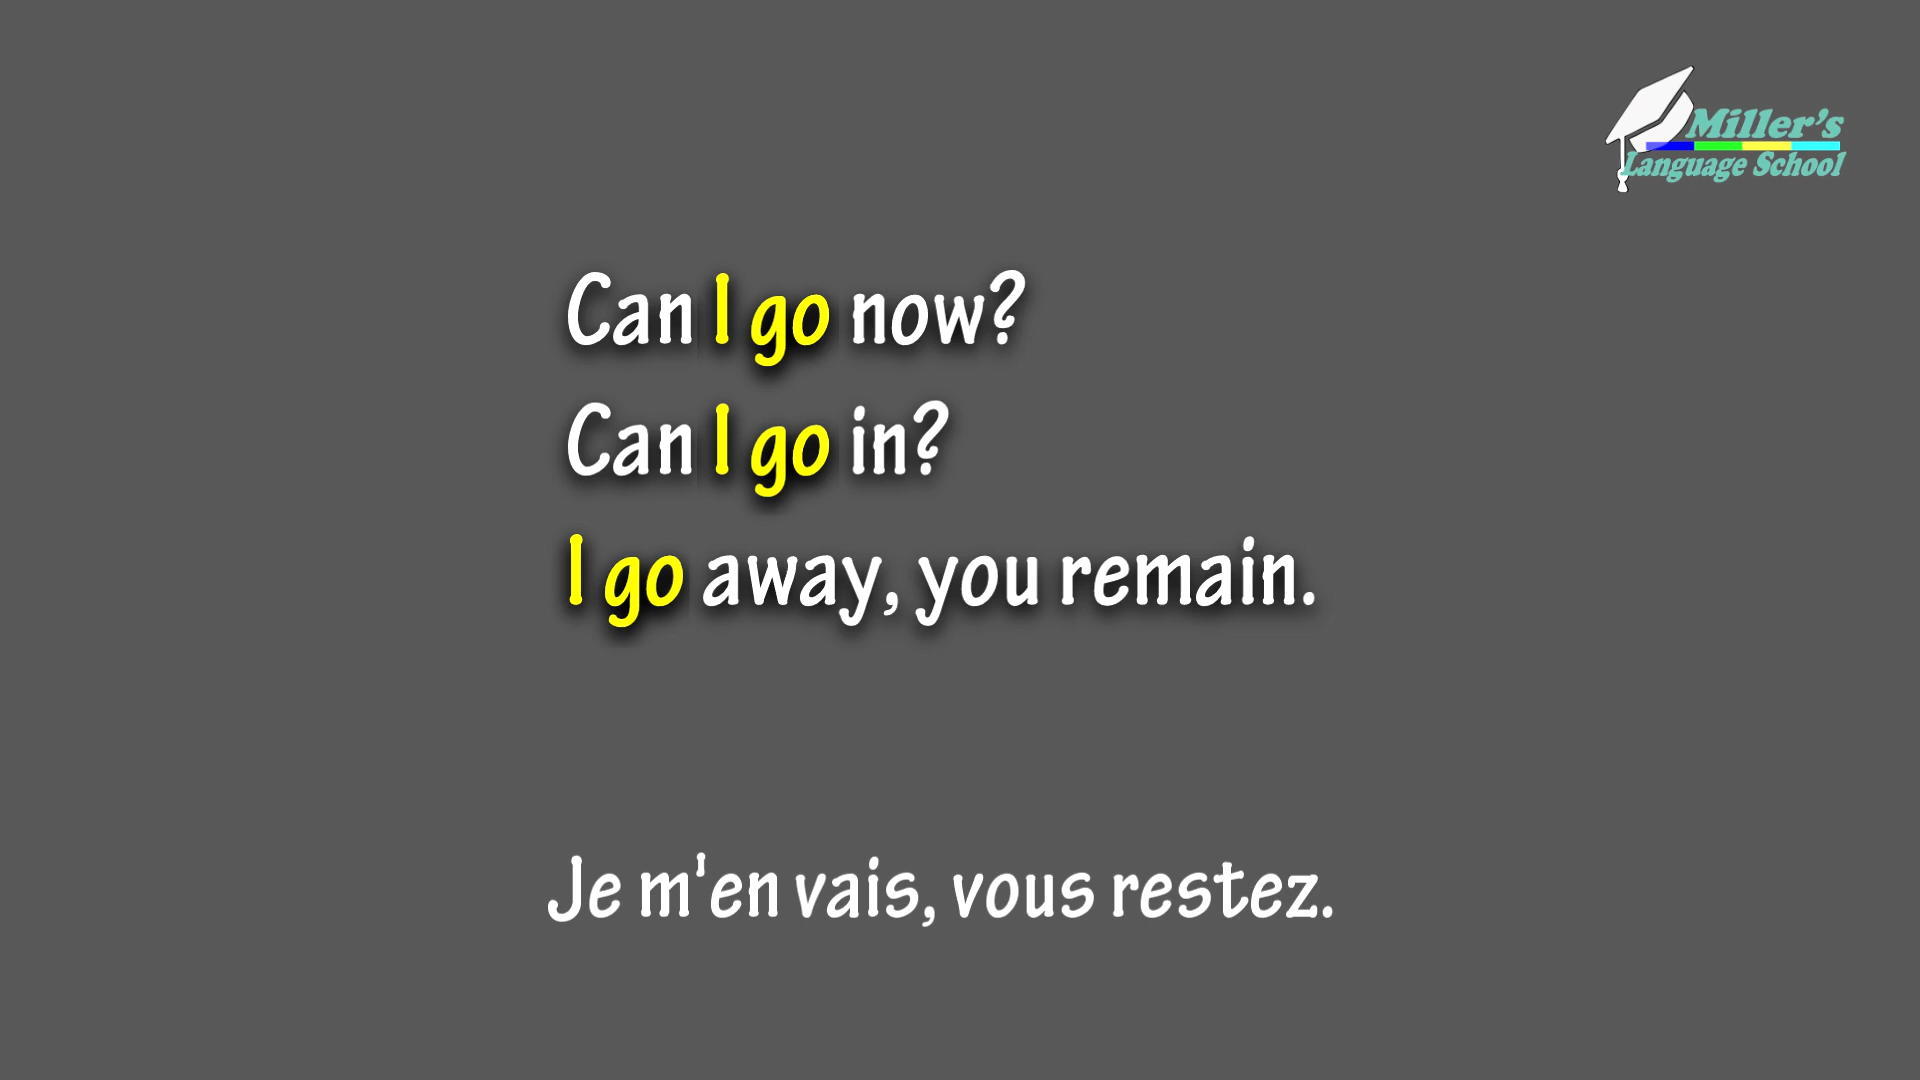 Miller's
Language School
Can I go now?
Can I go in?
I go away, you remain.
Je m'en vais, vous restez.